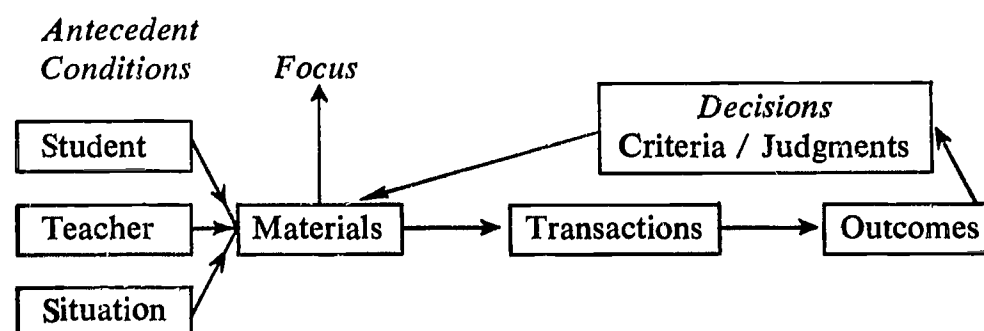 Antecedent
Conditions
Focus
Decisions
Criteria / Judgments
Student
Teacher
Materials
Transactions
Outcomes
Situation